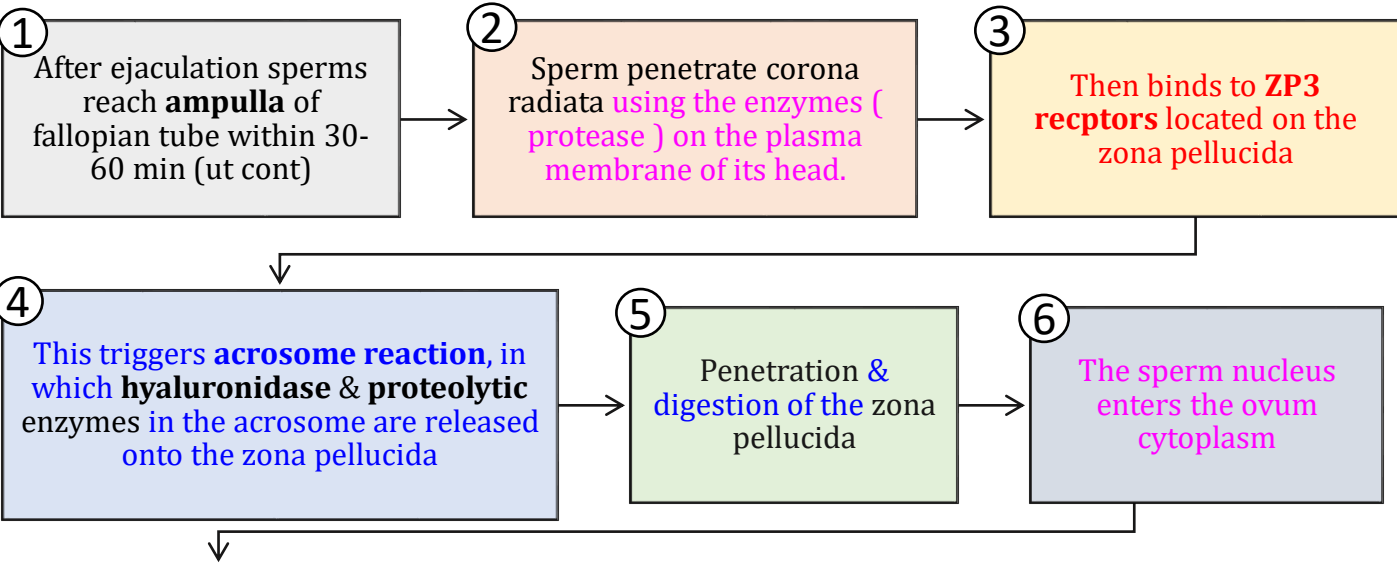 1
After ejaculation sperms
reach ampulla of
fallopian tube within 30-
60 min (ut cont)
2
Sperm penetrate corona
radiata using the enzymes (
protease ) on the plasma
membrane of its head.
3
Then binds to ZP3
recptors located on the
zona pellucida
4
This triggers acrosome reaction, in
which hyaluronidase & proteolytic
enzymes in the acrosome are released
onto the zona pellucida
5
Penetration &
digestion of the zona
pellucida
6
The sperm nucleus
enters the ovum
cytoplasm